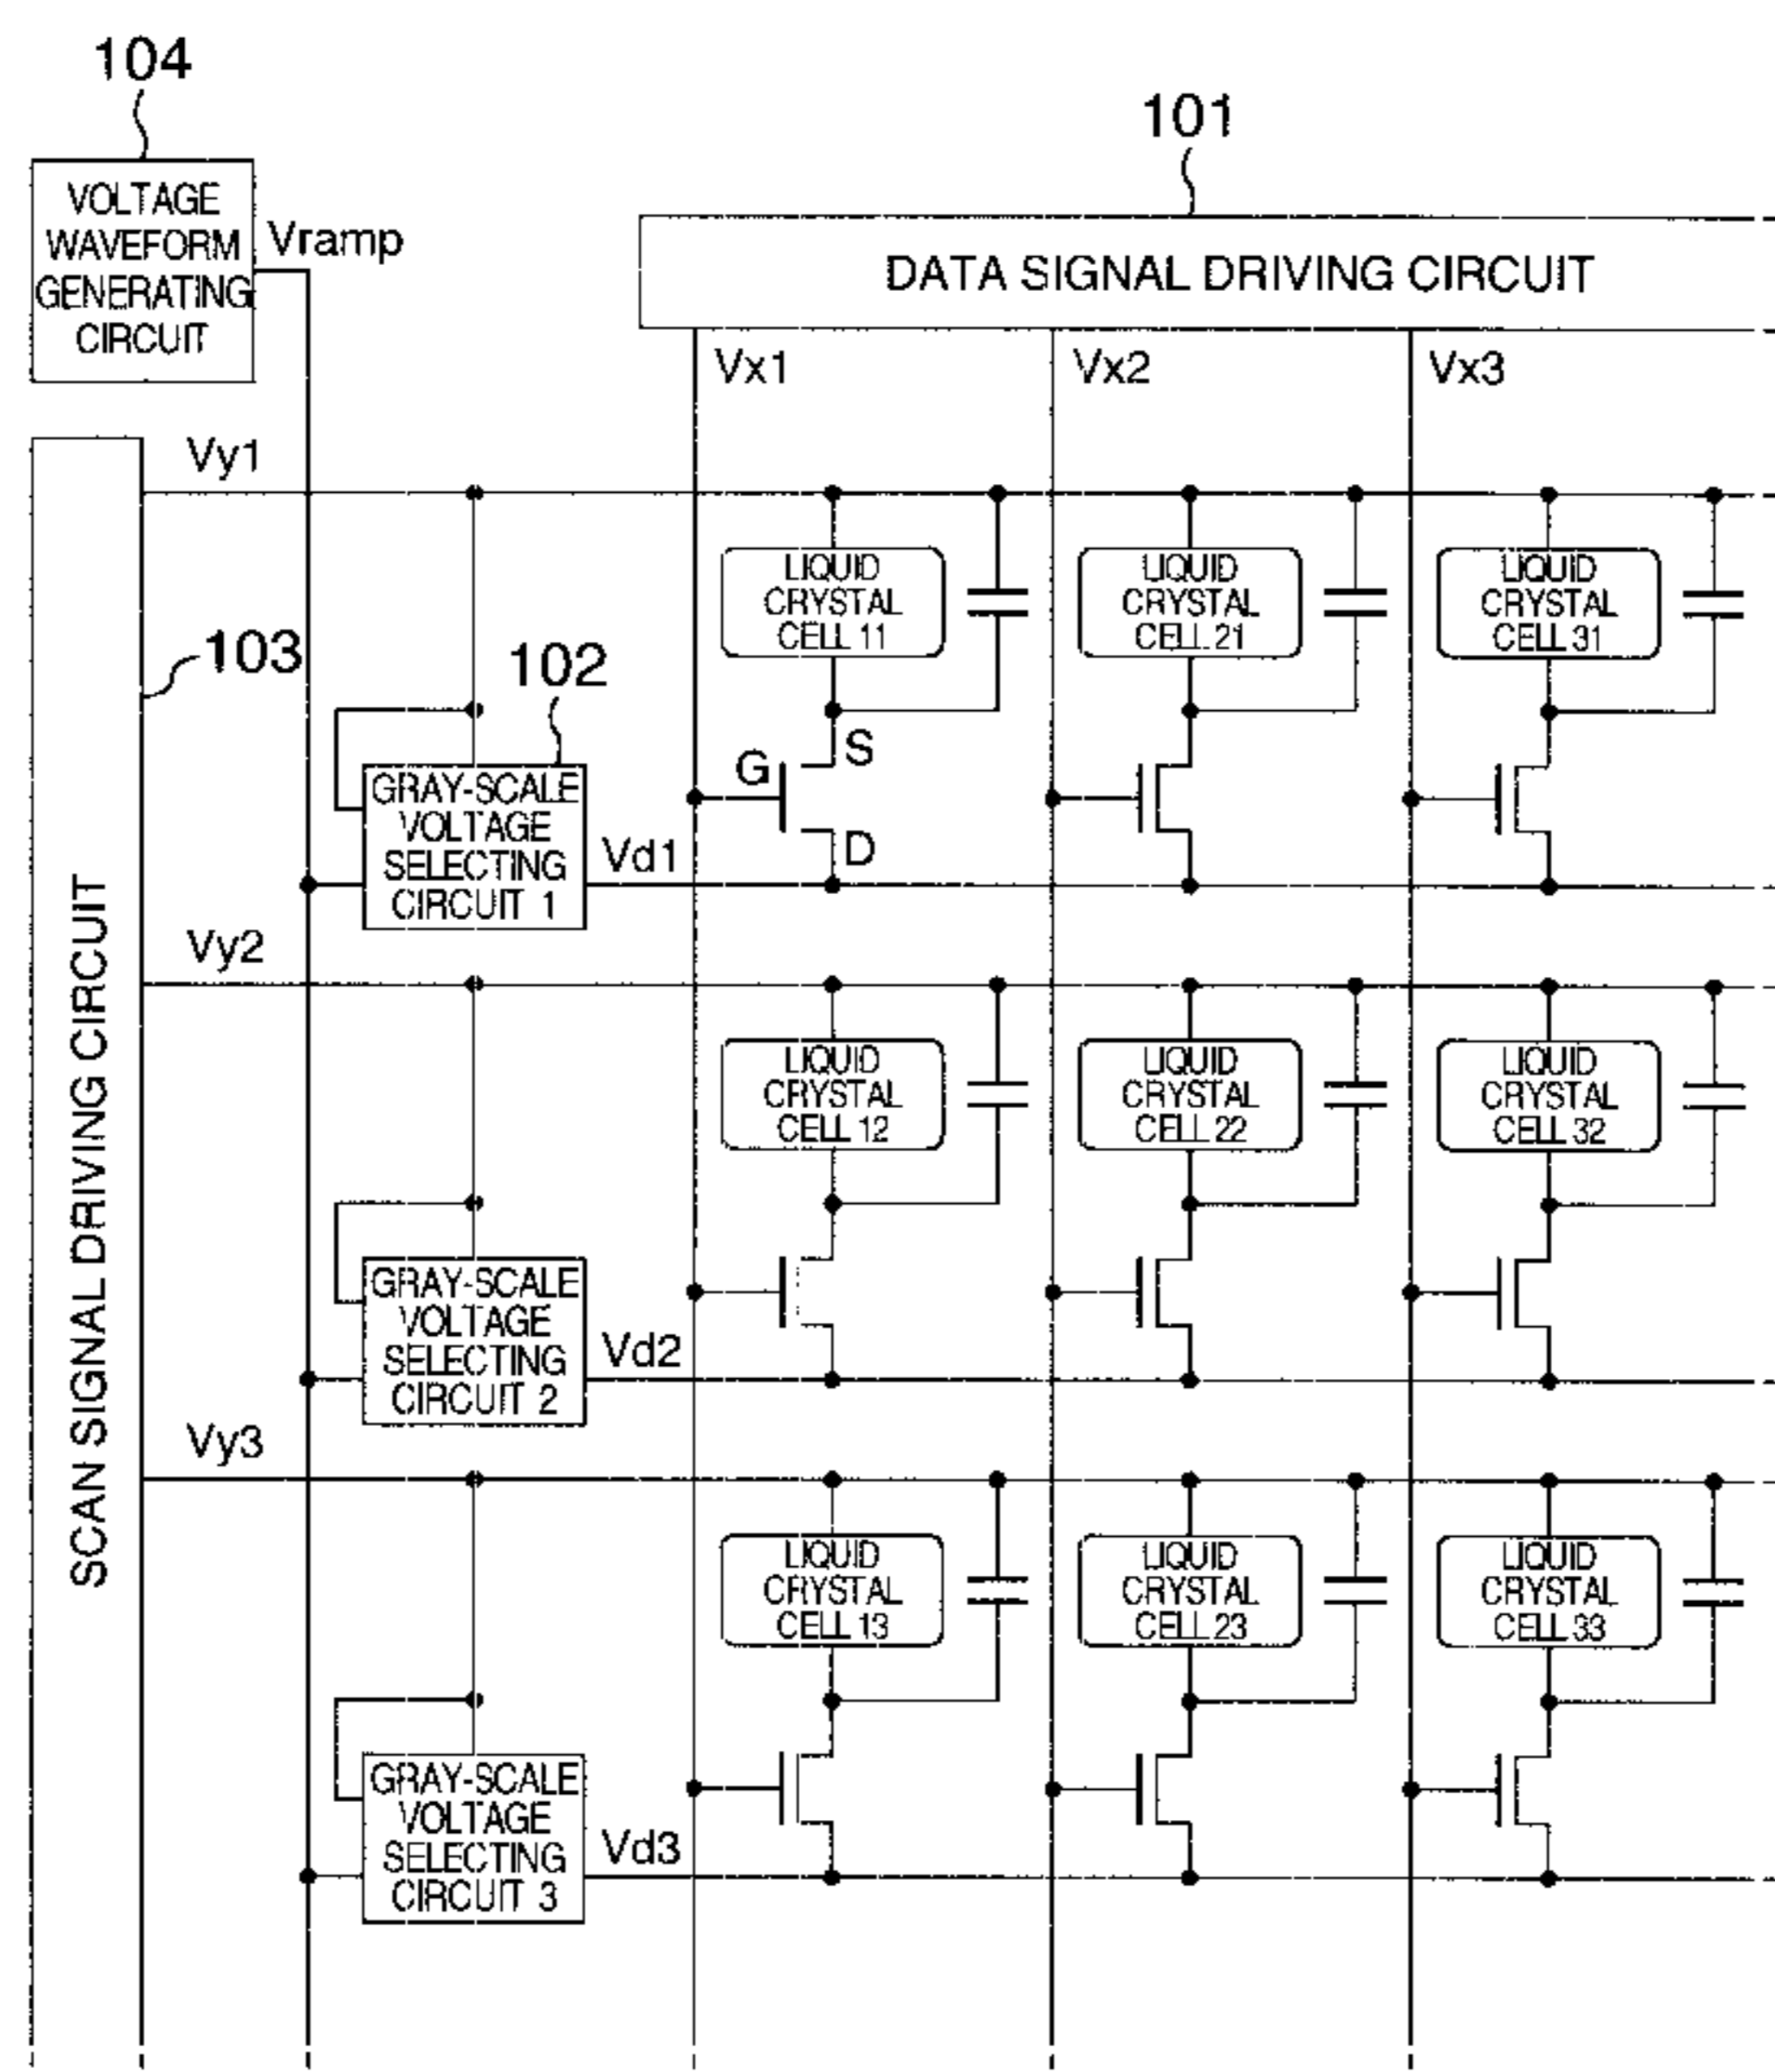 104
101
VOLTAGE
WAVEFORM
GENERATING
CIRCUIT
Vramp
DATA SIGNAL DRIVING CIRCUIT
Vx1
Vx2
Vx3
Vy1
LIQUID
CRYSTAL
CELL 11
LIQUID
CRYSTAL
CELL 21
LIQUID
CRYSTAL
CELL 31
103
102
G
S
D
GRAY-SCALE
VOLTAGE
SELECTING
CIRCUIT 1
Vd1
SCAN SIGNAL DRIVING CIRCUIT
Vy2
LIQUID
CRYSTAL
CELL 12
LIQUID
CRYSTAL
CELL 22
LIQUID
CRYSTAL
CELL 32
GRAY-SCALE
VOLTAGE
SELECTING
CIRCUIT 2
Vd2
Vy3
LIQUID
CRYSTAL
CELL 13
LIQUID
CRYSTAL
CELL 23
LIQUID
CRYSTAL
CELL 33
GRAY-SCALE
VOLTAGE
SELECTING
CIRCUIT 3
Vd3